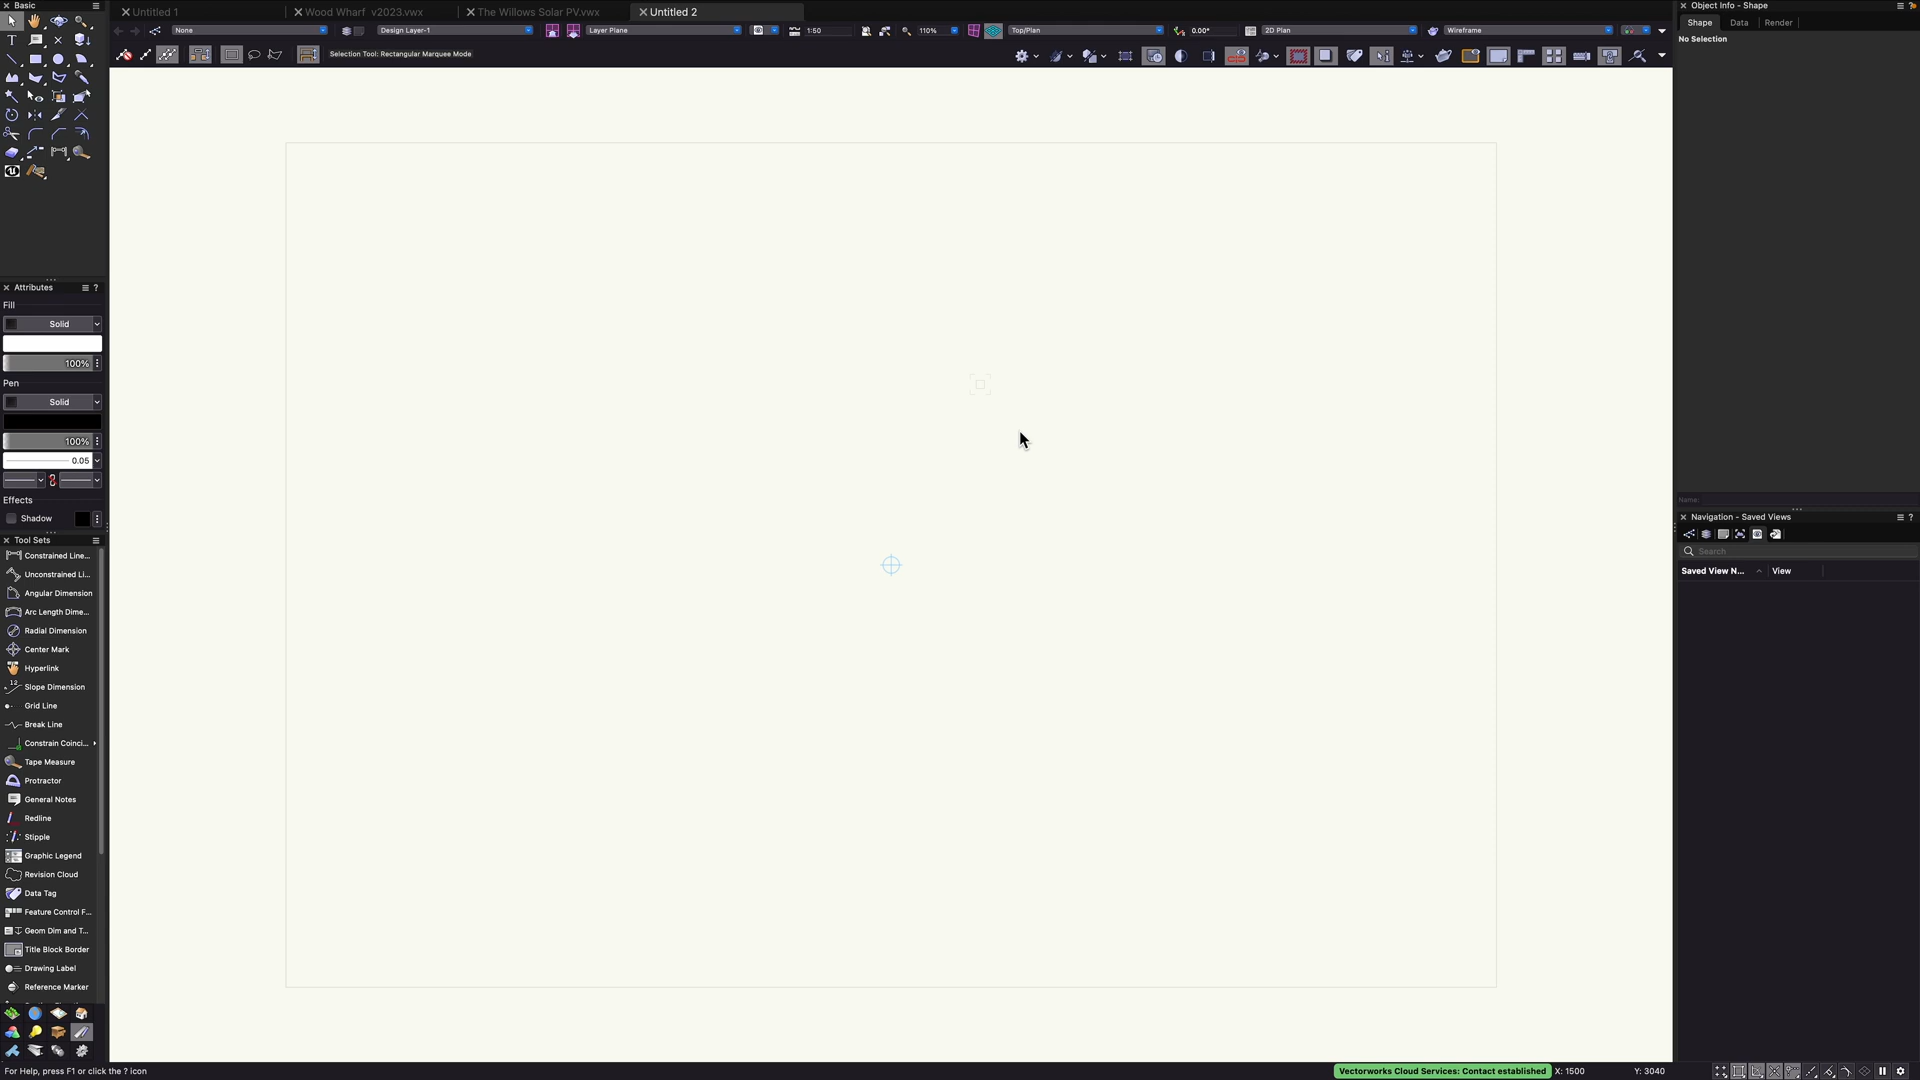 Basic
Untitled 1
Wood Wharf v2023.vwx
The Willows Solar PV.vwx
Untitled 2
Object Info - Shape
None
Design Layer-1
Layer Plane
1:50
110%
Top/Plan
0.00°
2D Plan
Wireframe
Shape
Data
Render
No Selection
Selection Tool: Rectangular Marquee Mode
Attributes
Fill
Solid
100%
Pen
Solid
100%
0.05
Effects
Shadow
Tool Sets
Constrained Line...
Unconstrained Li...
Angular Dimension
Arc Length Dime...
Radial Dimension
Center Mark
Hyperlink
Slope Dimension
Grid Line
Break Line
Constrain Coinci...
Tape Measure
Protractor
General Notes
Redline
Stipple
Graphic Legend
Revision Cloud
Data Tag
Feature Control F...
Geom Dim and T...
Title Block Border
Drawing Label
Reference Marker
Name:
Navigation - Saved Views
Search
Saved View N...
View
For Help, press F1 or click the ? icon
Vectorworks Cloud Services: Contact established
X: 1500
Y: 3040